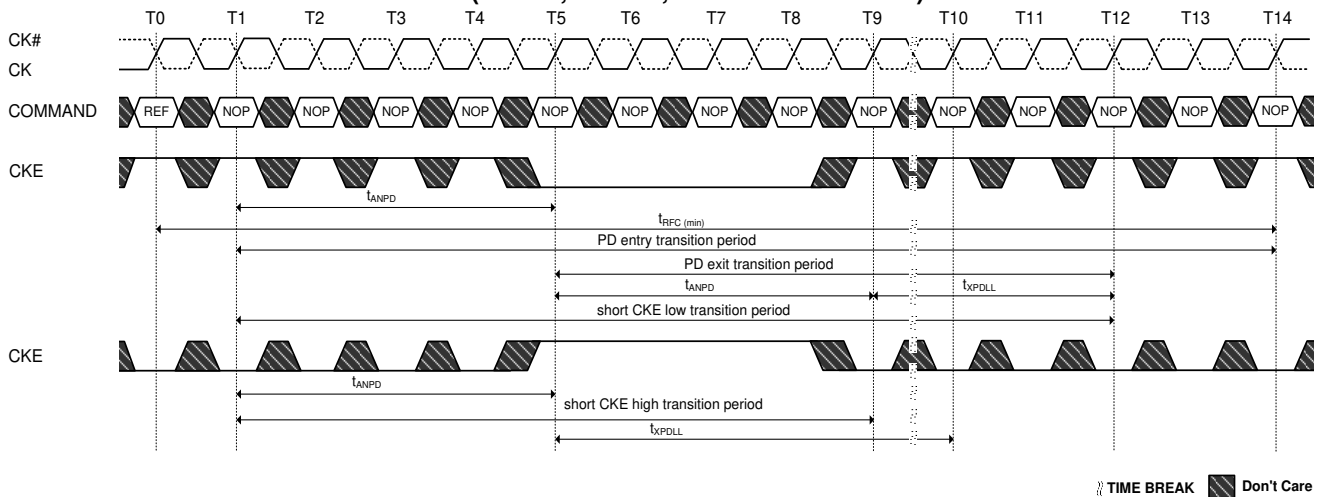 T0 T1 T2 T3 T4 T5 T6 T7 T8 T9 T10 T11 T12 T13 T14
CK#
CK
COMMAND REF NOP NOP NOP NOP NOP NOP NOP NOP NOP NOP NOP NOP NOP NOP
CKE
tANPD
tRFC (min)
PD entry transition period
PD exit transition period
tANPD tXPDLL
short CKE low transition period
CKE
tANPD
short CKE high transition period
tXPDLL
TIME BREAK Don't Care